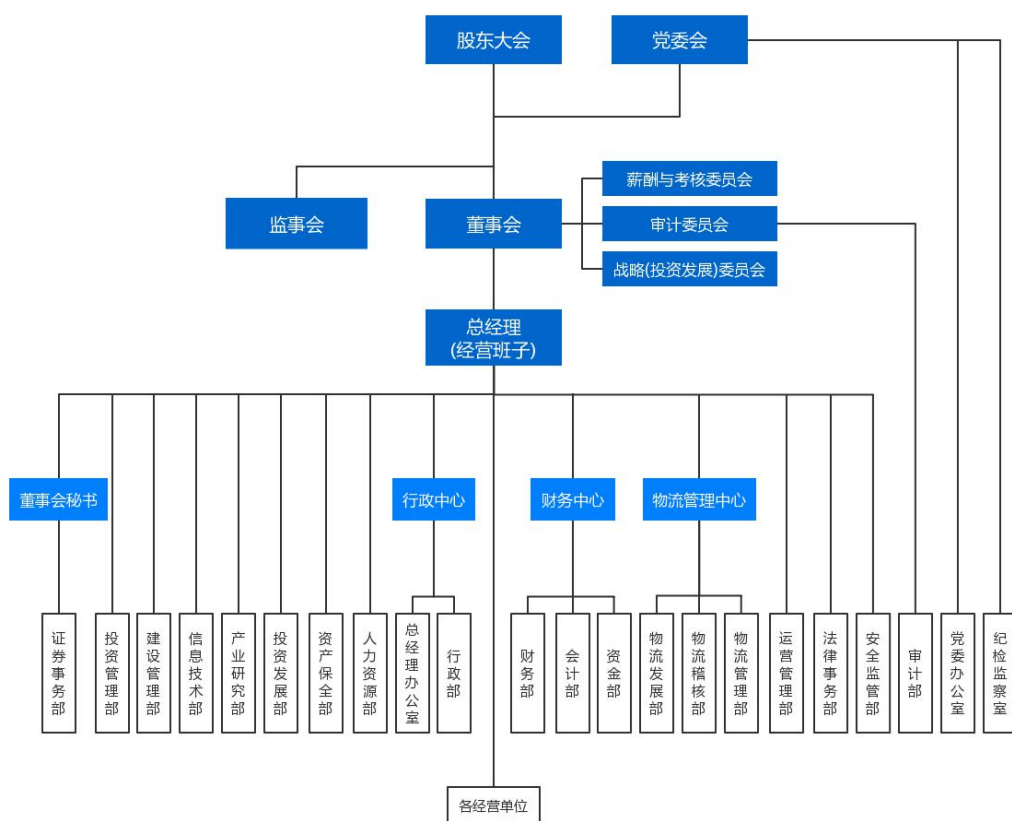 股东大会
党委会
薪酬与考核委员会
监事会
董事会
审计委员会
战略(投资发展)委员会
总经理
(经营班子)
董事会秘书
行政中心
财务中心
物流管理中心
证券事务部
投资管理部
建设管理部
信息技术部
产业研究部
投资发展部
资产保全部
人力资源部
总经理办公室
行政部
财务部
会计部
资金部
物流发展部
物流稽核部
物流管理部
运营管理部
法律事务部
安全监管部
审计部
党委办公室
纪检监察室
各经营单位